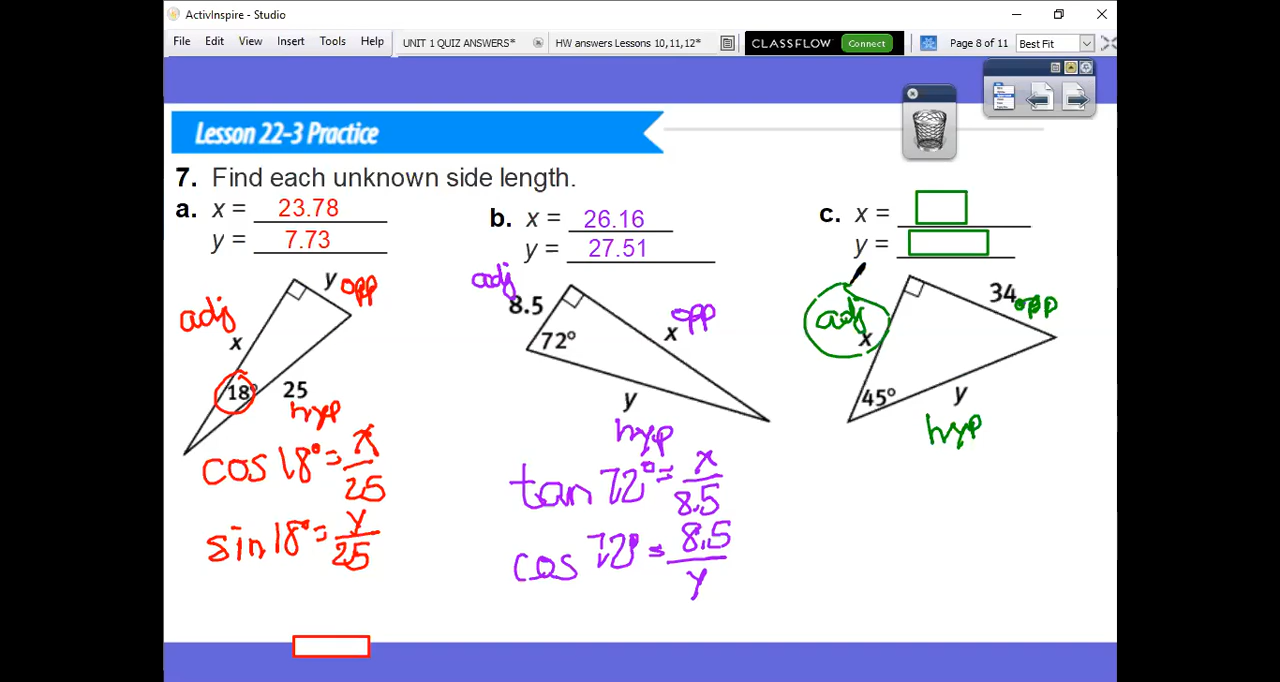 ActivInspire - Studio
File Edit View Insert Tools Help
UNIT 1 QUIZ ANSWERS*
HW answers Lessons 10,11,12*
CLASSFLOW Connect
Page 8 of 11
Best Fit
Lesson 22-3 Practice
7. Find each unknown side length.
a. x = 23.78
y = 7.73
b. x = 26.16
y = 27.51
c. x =
y =
y opp
adj
x
18°
25
hyp
cos 18° = x/25
sin 18° = y/25
adj
8.5
72°
x opp
y
hyp
tan 72° = x/8.5
cos 72° = 8.5/y
adj
x
34 opp
45°
y
hyp